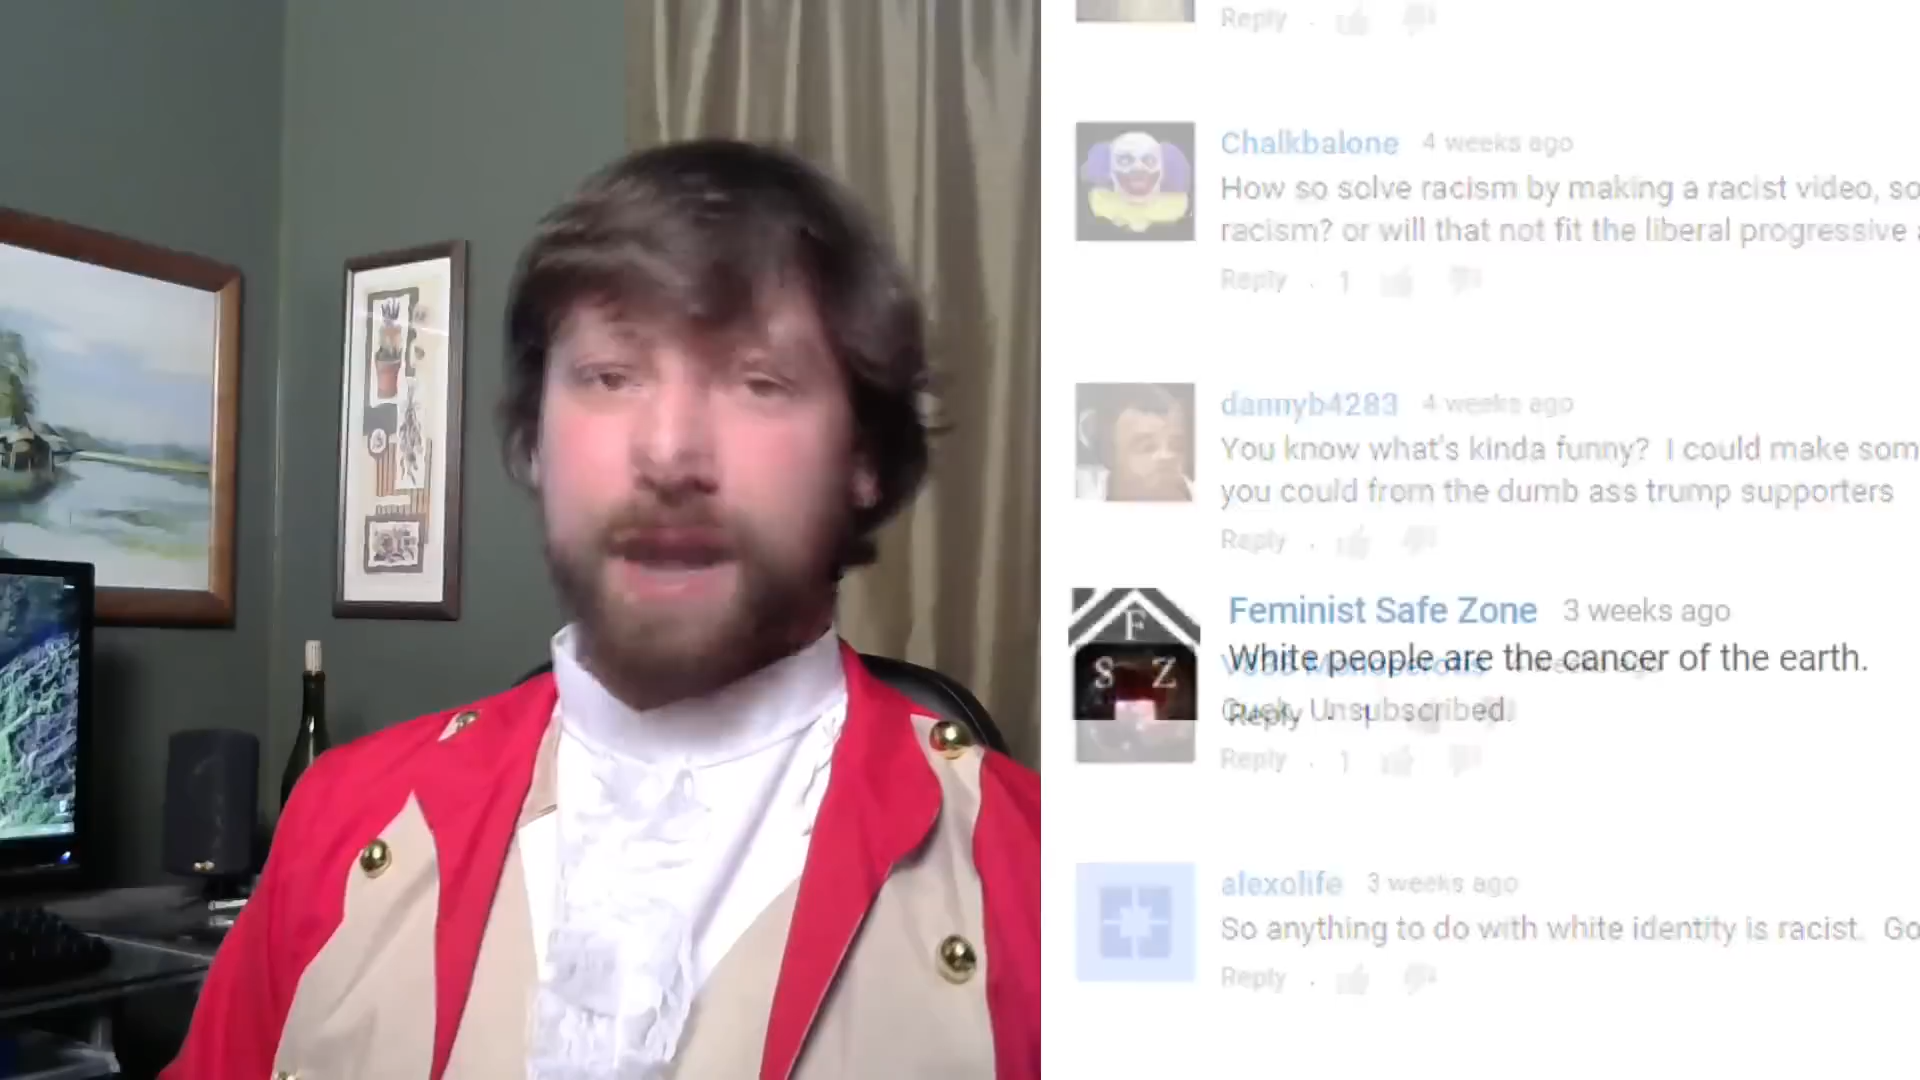 Reply
Chalkbalone 4 weeks ago
How so solve racism by making a racist video, so
racism? or will that not fit the liberal progressive
Reply · 1
dannyb4283 4 weeks ago
You know what's kinda funny? I could make som
you could from the dumb ass trump supporters
Reply ·
F
S Z
Feminist Safe Zone 3 weeks ago
White people are the cancer of the earth.
Reply
Unsubscribed.
Reply · 1
alexolife 3 weeks ago
So anything to do with white identity is racist. Go
Reply ·